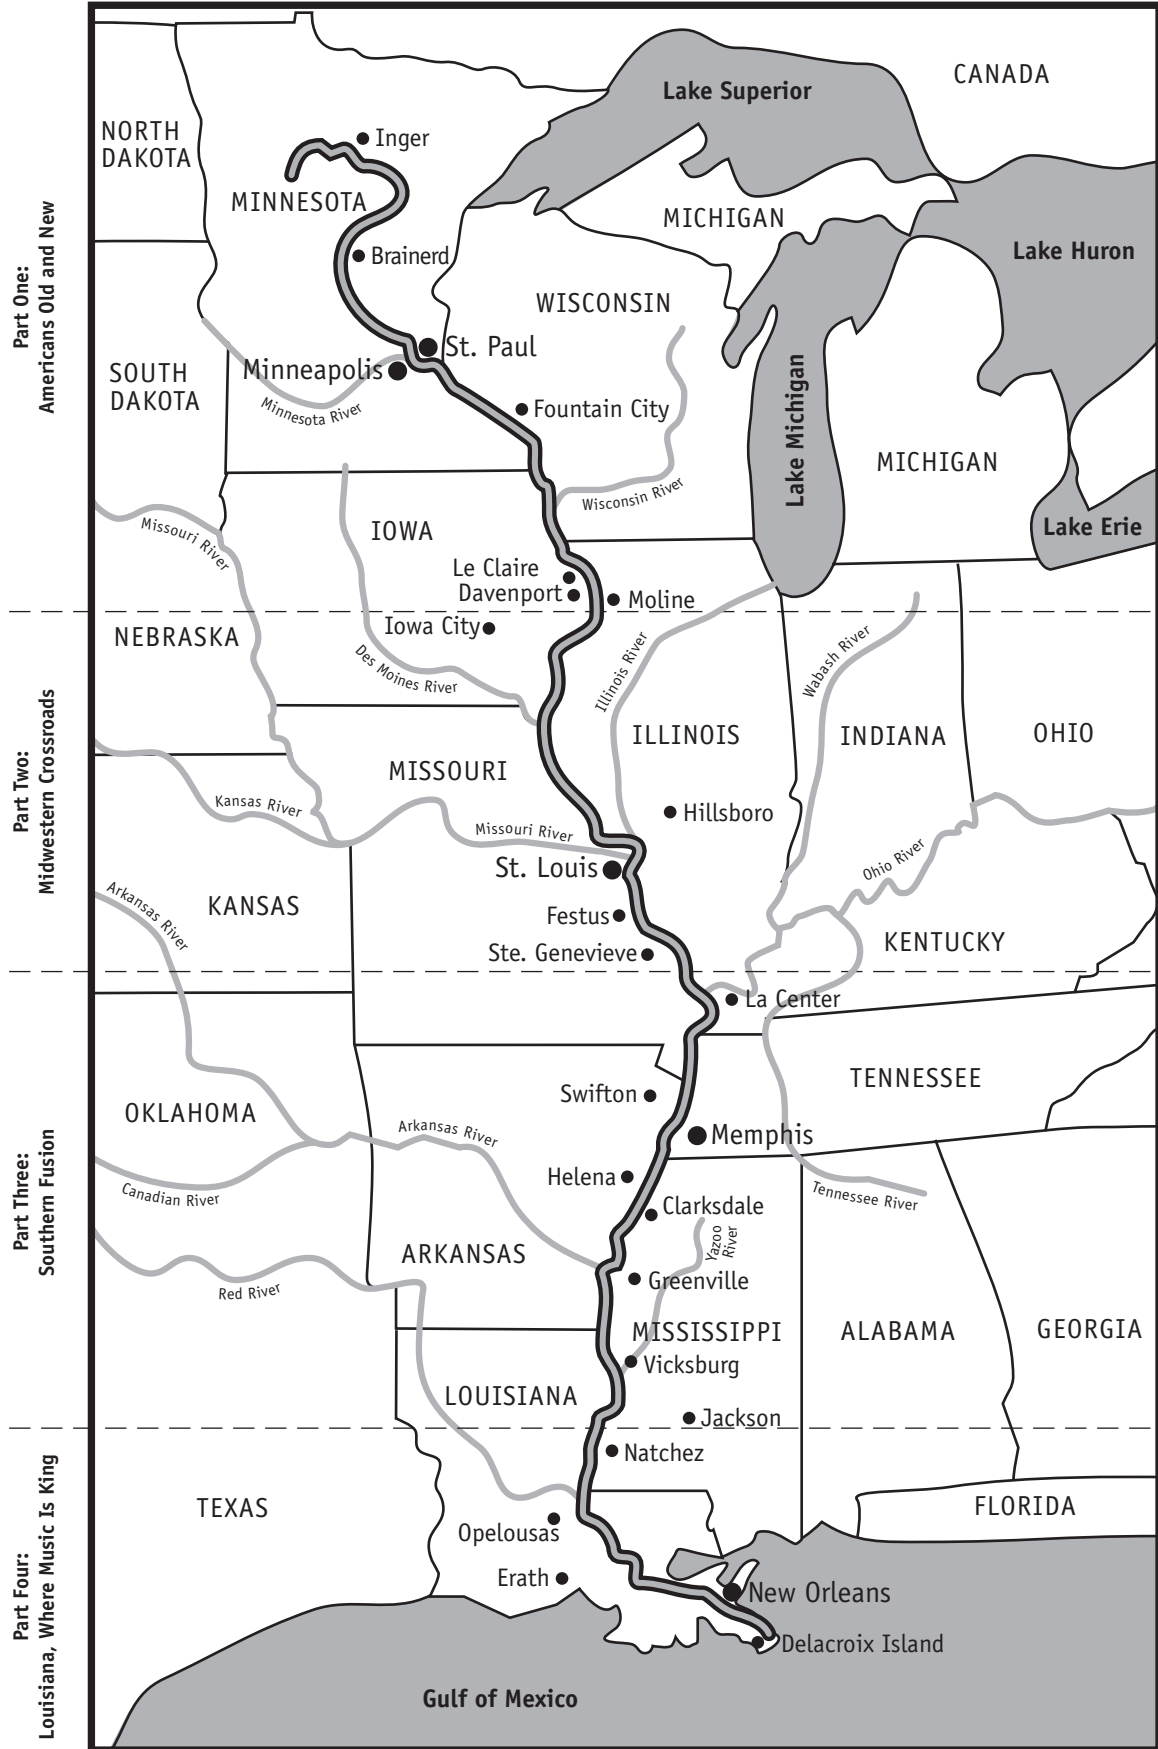 CANADA
Lake Superior
NORTH
DAKOTA
Inger
MINNESOTA
MICHIGAN
Lake Huron
Brainerd
Part One:
Americans Old and New
WISCONSIN
St. Paul
Minneapolis
SOUTH
DAKOTA
Minnesota River
Fountain City
Lake Michigan
MICHIGAN
Wisconsin River
Missouri River
IOWA
Lake Erie
Le Claire
Davenport
Moline
NEBRASKA
Iowa City
Des Moines River
Illinois River
Wabash River
Part Two:
Midwestern Crossroads
ILLINOIS
INDIANA
OHIO
MISSOURI
Kansas River
Hillsboro
Missouri River
St. Louis
Ohio River
Arkansas River
KANSAS
Festus
Ste. Genevieve
KENTUCKY
La Center
Part Three:
Southern Fusion
TENNESSEE
Swifton
OKLAHOMA
Arkansas River
Memphis
Helena
Canadian River
Tennessee River
Clarksdale
Yazoo
River
ARKANSAS
Red River
Greenville
MISSISSIPPI
ALABAMA
GEORGIA
Vicksburg
LOUISIANA
Jackson
Natchez
Part Four:
Louisiana, Where Music Is King
TEXAS
FLORIDA
Opelousas
Erath
New Orleans
Delacroix Island
Gulf of Mexico